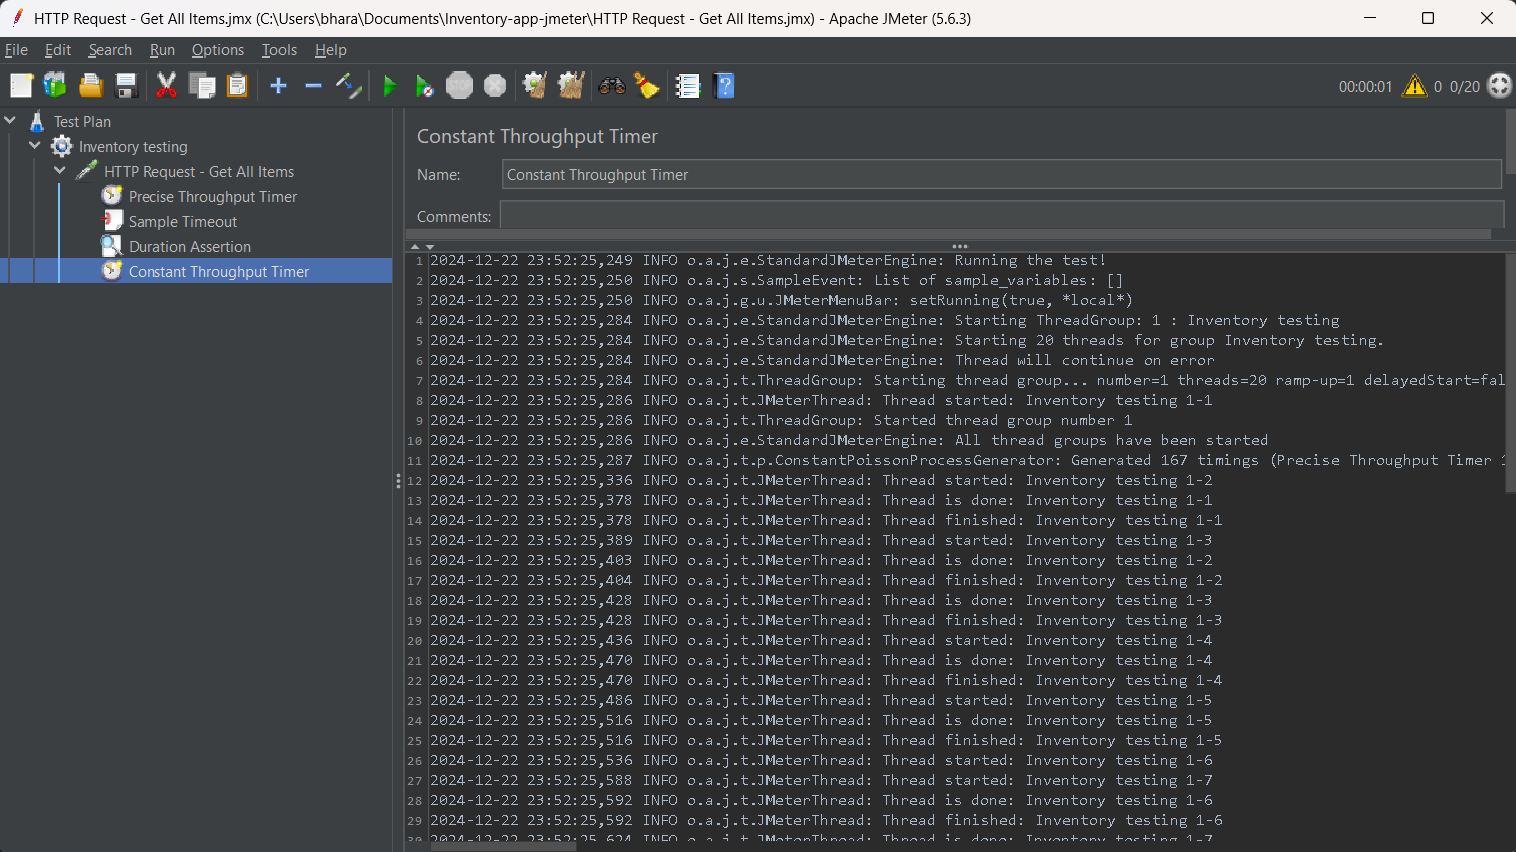 HTTP Request - Get All Items.jmx (C:\Users\bhara\Documents\Inventory-app-jmeter\HTTP Request - Get All Items.jmx) - Apache JMeter (5.6.3)
File Edit Search Run Options Tools Help
STOP 00:00:01 0 0/20
Test Plan
Inventory testing
HTTP Request - Get All Items
Precise Throughput Timer
Sample Timeout
Duration Assertion
Constant Throughput Timer
Constant Throughput Timer
Name: Constant Throughput Timer
Comments:
1 2024-12-22 23:52:25,249 INFO o.a.j.e.StandardJMeterEngine: Running the test!
2 2024-12-22 23:52:25,250 INFO o.a.j.s.SampleEvent: List of sample_variables: []
3 2024-12-22 23:52:25,250 INFO o.a.j.g.u.JMeterMenuBar: setRunning(true, *local*)
4 2024-12-22 23:52:25,284 INFO o.a.j.e.StandardJMeterEngine: Starting ThreadGroup: 1 : Inventory testing
5 2024-12-22 23:52:25,284 INFO o.a.j.e.StandardJMeterEngine: Starting 20 threads for group Inventory testing.
6 2024-12-22 23:52:25,284 INFO o.a.j.e.StandardJMeterEngine: Thread will continue on error
7 2024-12-22 23:52:25,284 INFO o.a.j.t.ThreadGroup: Starting thread group... number=1 threads=20 ramp-up=1 delayedStart=fal
8 2024-12-22 23:52:25,286 INFO o.a.j.t.JMeterThread: Thread started: Inventory testing 1-1
9 2024-12-22 23:52:25,286 INFO o.a.j.t.ThreadGroup: Started thread group number 1
10 2024-12-22 23:52:25,286 INFO o.a.j.e.StandardJMeterEngine: All thread groups have been started
11 2024-12-22 23:52:25,287 INFO o.a.j.t.p.ConstantPoissonProcessGenerator: Generated 167 timings (Precise Throughput Timer 1
12 2024-12-22 23:52:25,336 INFO o.a.j.t.JMeterThread: Thread started: Inventory testing 1-2
13 2024-12-22 23:52:25,378 INFO o.a.j.t.JMeterThread: Thread is done: Inventory testing 1-1
14 2024-12-22 23:52:25,378 INFO o.a.j.t.JMeterThread: Thread finished: Inventory testing 1-1
15 2024-12-22 23:52:25,389 INFO o.a.j.t.JMeterThread: Thread started: Inventory testing 1-3
16 2024-12-22 23:52:25,403 INFO o.a.j.t.JMeterThread: Thread is done: Inventory testing 1-2
17 2024-12-22 23:52:25,404 INFO o.a.j.t.JMeterThread: Thread finished: Inventory testing 1-2
18 2024-12-22 23:52:25,428 INFO o.a.j.t.JMeterThread: Thread is done: Inventory testing 1-3
19 2024-12-22 23:52:25,428 INFO o.a.j.t.JMeterThread: Thread finished: Inventory testing 1-3
20 2024-12-22 23:52:25,436 INFO o.a.j.t.JMeterThread: Thread started: Inventory testing 1-4
21 2024-12-22 23:52:25,470 INFO o.a.j.t.JMeterThread: Thread is done: Inventory testing 1-4
22 2024-12-22 23:52:25,470 INFO o.a.j.t.JMeterThread: Thread finished: Inventory testing 1-4
23 2024-12-22 23:52:25,486 INFO o.a.j.t.JMeterThread: Thread started: Inventory testing 1-5
24 2024-12-22 23:52:25,516 INFO o.a.j.t.JMeterThread: Thread is done: Inventory testing 1-5
25 2024-12-22 23:52:25,516 INFO o.a.j.t.JMeterThread: Thread finished: Inventory testing 1-5
26 2024-12-22 23:52:25,536 INFO o.a.j.t.JMeterThread: Thread started: Inventory testing 1-6
27 2024-12-22 23:52:25,588 INFO o.a.j.t.JMeterThread: Thread started: Inventory testing 1-7
28 2024-12-22 23:52:25,592 INFO o.a.j.t.JMeterThread: Thread is done: Inventory testing 1-6
29 2024-12-22 23:52:25,592 INFO o.a.j.t.JMeterThread: Thread finished: Inventory testing 1-6
30 2024-12-22 23:52:25,624 INFO o.a.j.t.JMeterThread: Thread is done: Inventory testing 1-7